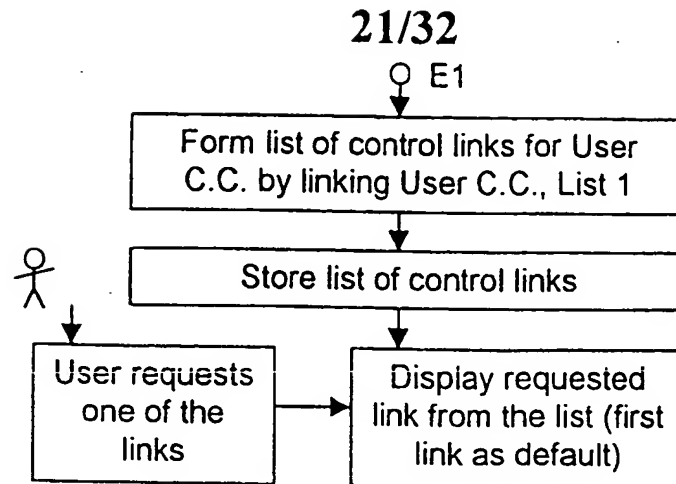 21/32
E1
Form list of control links for User
C.C. by linking User C.C., List 1
Store list of control links
User requests
one of the
links
Display requested
link from the list (first
link as default)